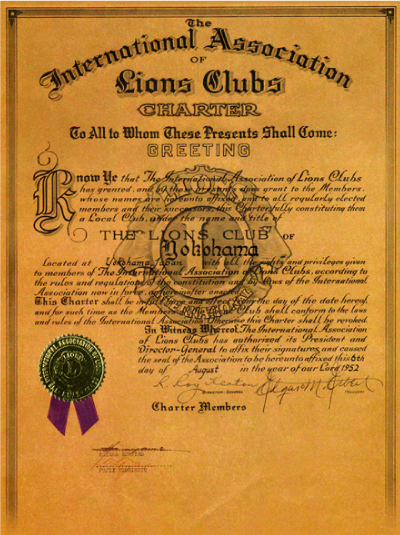 The
International Association
OF
Lions Clubs
CHARTER
To All to Whom These Presents Shall Come:
GREETING
Know Ye that The International Association of Lions Clubs
has granted, and by these presents does grant to the Members,
whose names are hereunto affixed, and to all regularly elected
members and their successors, this Charter, fully constituting them
a Local Club, under the name and title of
THE LIONS CLUB OF
Yokohama
Located at Yokohama, Japan with all the rights and privileges given
to members of The International Association of Lions Clubs, according to
the rules and regulations of the constitution and by-laws of the International
Association now in force, or hereinafter enacted.
This Charter shall be in full force and effect from the day of the date hereof,
and for such time as the Members of said Club shall conform to the laws
and rules of the International Association, otherwise this Charter shall be revoked.
In Witness Whereof, The International Association
of Lions Clubs has authorized its President and
Director-General to affix their signatures, and caused
the seal of the Association to be hereunto affixed this 6th
day of August in the year of our Lord 1952
Edgar M. Elbert
DIRECTOR-GENERAL PRESIDENT
Charter Members